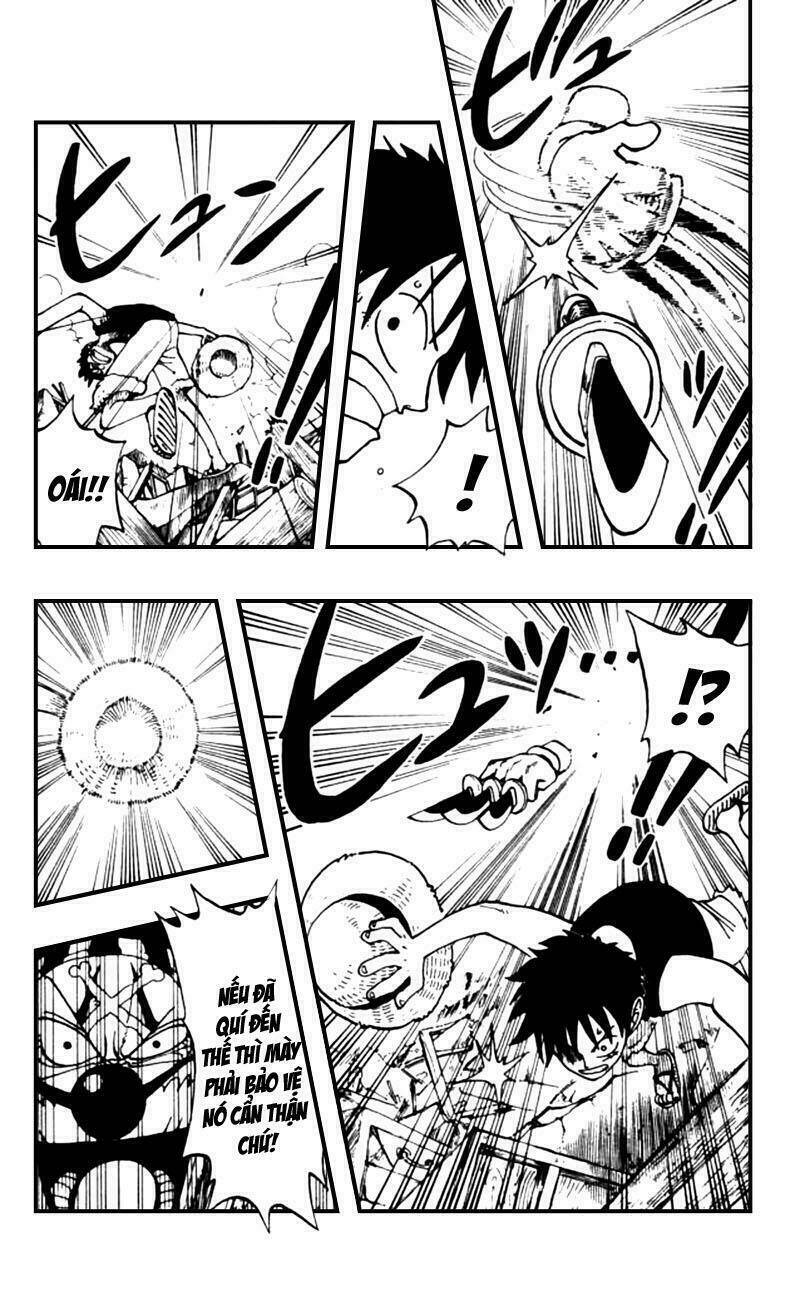 ビュ
!
ヒュン
OÁI!!
!?
ヒュッ
NẾU ĐÃ
QUÍ ĐẾN
THẾ THÌ MÀY
PHẢI BẢO VỆ
NÓ CẨN THẬN
CHỨ!